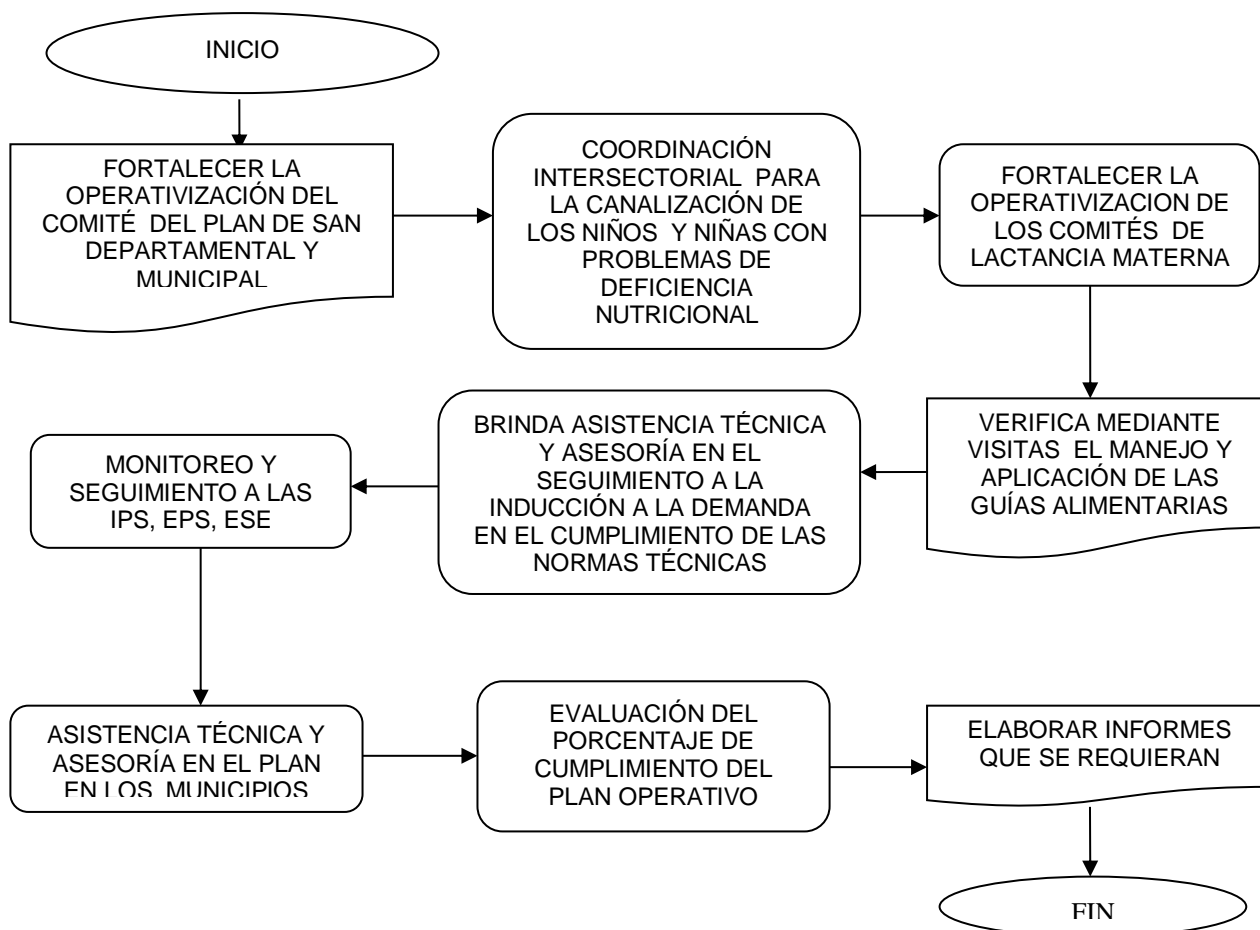 INICIO
FORTALECER LA
OPERATIVIZACIÓN DEL
COMITÉ DEL PLAN DE SAN
DEPARTAMENTAL Y
MUNICIPAL
COORDINACIÓN
INTERSECTORIAL PARA
LA CANALIZACIÓN DE
LOS NIÑOS Y NIÑAS CON
PROBLEMAS DE
DEFICIENCIA
NUTRICIONAL
FORTALECER LA
OPERATIVIZACION DE
LOS COMITÉS DE
LACTANCIA MATERNA
VERIFICA MEDIANTE
VISITAS EL MANEJO Y
APLICACIÓN DE LAS
GUÍAS ALIMENTARIAS
BRINDA ASISTENCIA TÉCNICA
Y ASESORÍA EN EL
SEGUIMIENTO A LA
INDUCCIÓN A LA DEMANDA
EN EL CUMPLIMIENTO DE LAS
NORMAS TÉCNICAS
MONITOREO Y
SEGUIMIENTO A LAS
IPS, EPS, ESE
ASISTENCIA TÉCNICA Y
ASESORÍA EN EL PLAN
EN LOS MUNICIPIOS
EVALUACIÓN DEL
PORCENTAJE DE
CUMPLIMIENTO DEL
PLAN OPERATIVO
ELABORAR INFORMES
QUE SE REQUIERAN
FIN